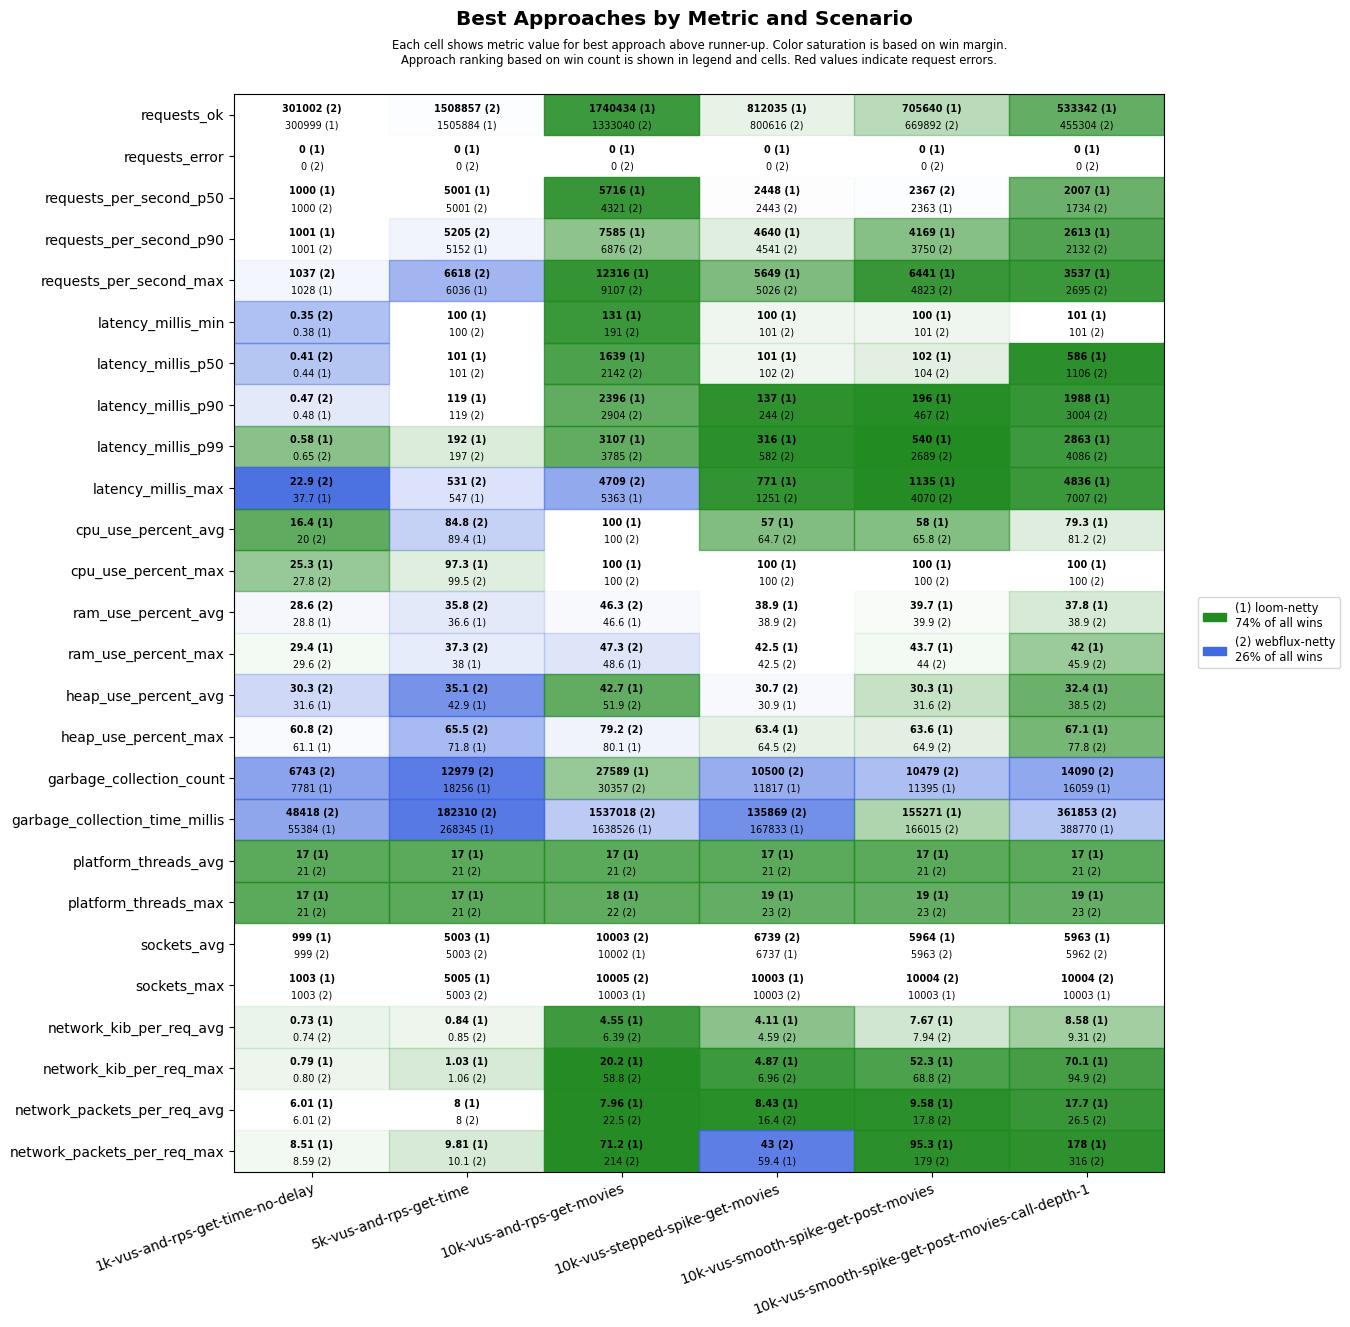 Best Approaches by Metric and Scenario
Each cell shows metric value for best approach above runner-up. Color saturation is based on win margin.
Approach ranking based on win count is shown in legend and cells. Red values indicate request errors.
requests_ok
301002 (2) 1508857 (2) 1740434 (1) 812035 (1) 705640 (1) 533342 (1)
300999 (1) 1505884 (1) 1333040 (2) 800616 (2) 669892 (2) 455304 (2)
requests_error
0 (1) 0 (1) 0 (1) 0 (1) 0 (1) 0 (1)
0 (2) 0 (2) 0 (2) 0 (2) 0 (2) 0 (2)
requests_per_second_p50
1000 (1) 5001 (1) 5716 (1) 2448 (1) 2367 (2) 2007 (1)
1000 (2) 5001 (2) 4321 (2) 2443 (2) 2363 (1) 1734 (2)
requests_per_second_p90
1001 (1) 5205 (2) 7585 (1) 4640 (1) 4169 (1) 2613 (1)
1001 (2) 5152 (1) 6876 (2) 4541 (2) 3750 (2) 2132 (2)
requests_per_second_max
1037 (2) 6618 (2) 12316 (1) 5649 (1) 6441 (1) 3537 (1)
1028 (1) 6036 (1) 9107 (2) 5026 (2) 4823 (2) 2695 (2)
latency_millis_min
0.35 (2) 100 (1) 131 (1) 100 (1) 100 (1) 101 (1)
0.38 (1) 100 (2) 191 (2) 101 (2) 101 (2) 101 (2)
latency_millis_p50
0.41 (2) 101 (1) 1639 (1) 101 (1) 102 (1) 586 (1)
0.44 (1) 101 (2) 2142 (2) 102 (2) 104 (2) 1106 (2)
latency_millis_p90
0.47 (2) 119 (1) 2396 (1) 137 (1) 196 (1) 1988 (1)
0.48 (1) 119 (2) 2904 (2) 244 (2) 467 (2) 3004 (2)
latency_millis_p99
0.58 (1) 192 (1) 3107 (1) 316 (1) 540 (1) 2863 (1)
0.65 (2) 197 (2) 3785 (2) 582 (2) 2689 (2) 4086 (2)
latency_millis_max
22.9 (2) 531 (2) 4709 (2) 771 (1) 1135 (1) 4836 (1)
37.7 (1) 547 (1) 5363 (1) 1251 (2) 4070 (2) 7007 (2)
cpu_use_percent_avg
16.4 (1) 84.8 (2) 100 (1) 57 (1) 58 (1) 79.3 (1)
20 (2) 89.4 (1) 100 (2) 64.7 (2) 65.8 (2) 81.2 (2)
cpu_use_percent_max
25.3 (1) 97.3 (1) 100 (1) 100 (1) 100 (1) 100 (1)
27.8 (2) 99.5 (2) 100 (2) 100 (2) 100 (2) 100 (2)
ram_use_percent_avg
28.6 (2) 35.8 (2) 46.3 (2) 38.9 (1) 39.7 (1) 37.8 (1)
28.8 (1) 36.6 (1) 46.6 (1) 38.9 (2) 39.9 (2) 38.9 (2)
ram_use_percent_max
29.4 (1) 37.3 (2) 47.3 (2) 42.5 (1) 43.7 (1) 42 (1)
29.6 (2) 38 (1) 48.6 (1) 42.5 (2) 44 (2) 45.9 (2)
heap_use_percent_avg
30.3 (2) 35.1 (2) 42.7 (1) 30.7 (2) 30.3 (1) 32.4 (1)
31.6 (1) 42.9 (1) 51.9 (2) 30.9 (1) 31.6 (2) 38.5 (2)
heap_use_percent_max
60.8 (2) 65.5 (2) 79.2 (2) 63.4 (1) 63.6 (1) 67.1 (1)
61.1 (1) 71.8 (1) 80.1 (1) 64.5 (2) 64.9 (2) 77.8 (2)
garbage_collection_count
6743 (2) 12979 (2) 27589 (1) 10500 (2) 10479 (2) 14090 (2)
7781 (1) 18256 (1) 30357 (2) 11817 (1) 11395 (1) 16059 (1)
garbage_collection_time_millis
48418 (2) 182310 (2) 1537018 (2) 135869 (2) 155271 (1) 361853 (2)
55384 (1) 268345 (1) 1638526 (1) 167833 (1) 166015 (2) 388770 (1)
platform_threads_avg
17 (1) 17 (1) 17 (1) 17 (1) 17 (1) 17 (1)
21 (2) 21 (2) 21 (2) 21 (2) 21 (2) 21 (2)
platform_threads_max
17 (1) 17 (1) 18 (1) 19 (1) 19 (1) 19 (1)
21 (2) 21 (2) 22 (2) 23 (2) 23 (2) 23 (2)
sockets_avg
999 (1) 5003 (1) 10003 (2) 6739 (2) 5964 (1) 5963 (1)
999 (2) 5003 (2) 10002 (1) 6737 (1) 5963 (2) 5962 (2)
sockets_max
1003 (1) 5005 (1) 10005 (2) 10003 (1) 10004 (2) 10004 (2)
1003 (2) 5003 (2) 10003 (1) 10003 (2) 10003 (1) 10003 (1)
network_kib_per_req_avg
0.73 (1) 0.84 (1) 4.55 (1) 4.11 (1) 7.67 (1) 8.58 (1)
0.74 (2) 0.85 (2) 6.39 (2) 4.59 (2) 7.94 (2) 9.31 (2)
network_kib_per_req_max
0.79 (1) 1.03 (1) 20.2 (1) 4.87 (1) 52.3 (1) 70.1 (1)
0.80 (2) 1.06 (2) 58.8 (2) 6.96 (2) 68.8 (2) 94.9 (2)
network_packets_per_req_avg
6.01 (1) 8 (1) 7.96 (1) 8.43 (1) 9.58 (1) 17.7 (1)
6.01 (2) 8 (2) 22.5 (2) 16.4 (2) 17.8 (2) 26.5 (2)
network_packets_per_req_max
8.51 (1) 9.81 (1) 71.2 (1) 43 (2) 95.3 (1) 178 (1)
8.59 (2) 10.1 (2) 214 (2) 59.4 (1) 179 (2) 316 (2)
1k-vus-and-rps-get-time-no-delay
5k-vus-and-rps-get-time
10k-vus-and-rps-get-movies
10k-vus-stepped-spike-get-movies
10k-vus-smooth-spike-get-post-movies
10k-vus-smooth-spike-get-post-movies-call-depth-1
(1) loom-netty
74% of all wins
(2) webflux-netty
26% of all wins